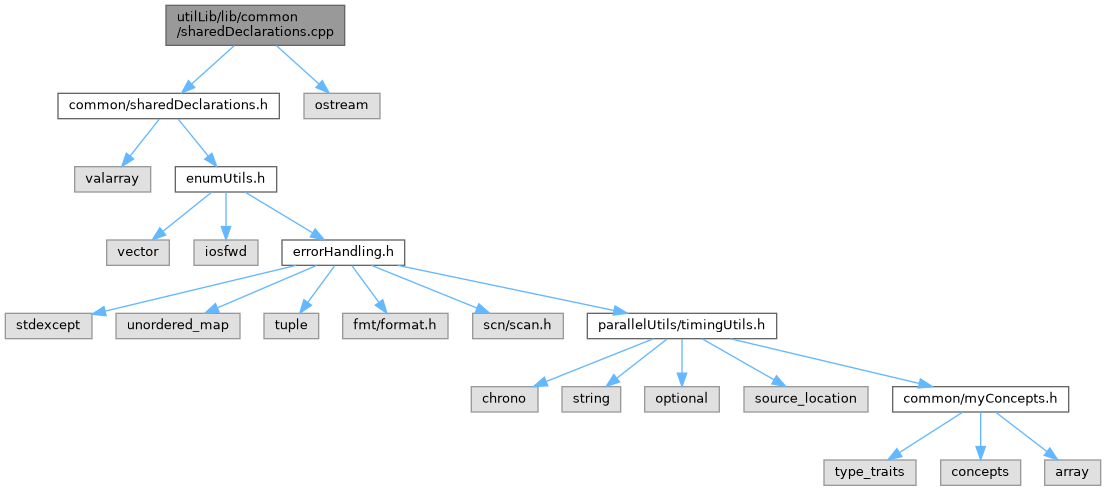 utilLib/lib/common
/sharedDeclarations.cpp
common/sharedDeclarations.h
ostream
valarray
enumUtils.h
vector
iosfwd
errorHandling.h
stdexcept
unordered_map
tuple
fmt/format.h
scn/scan.h
parallelUtils/timingUtils.h
chrono
string
optional
source_location
common/myConcepts.h
type_traits
concepts
array